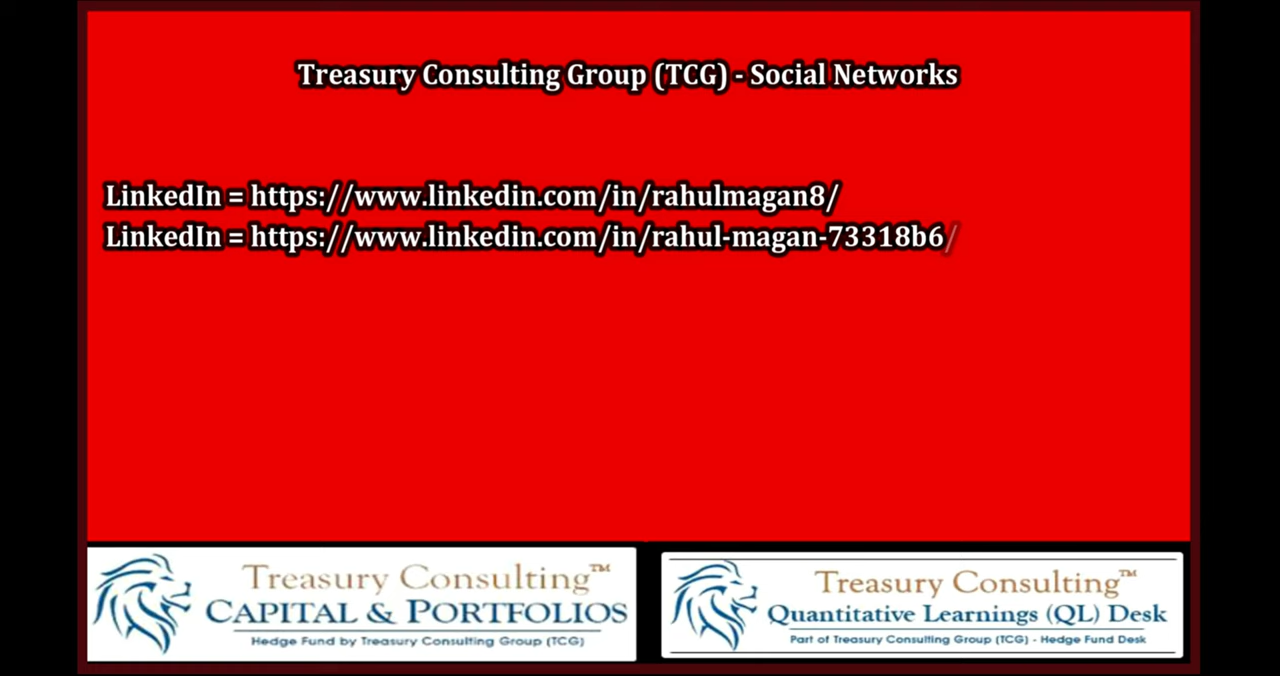 Treasury Consulting Group (TCG) - Social Networks
LinkedIn = https://www.linkedin.com/in/rahulmagan8/
LinkedIn = https://www.linkedin.com/in/rahul-magan-73318b6/
Treasury Consulting™
CAPITAL & PORTFOLIOS
Hedge Fund by Treasury Consulting Group (TCG)
Treasury Consulting™
Quantitative Learnings (QL) Desk
Part of Treasury Consulting Group (TCG) - Hedge Fund Desk